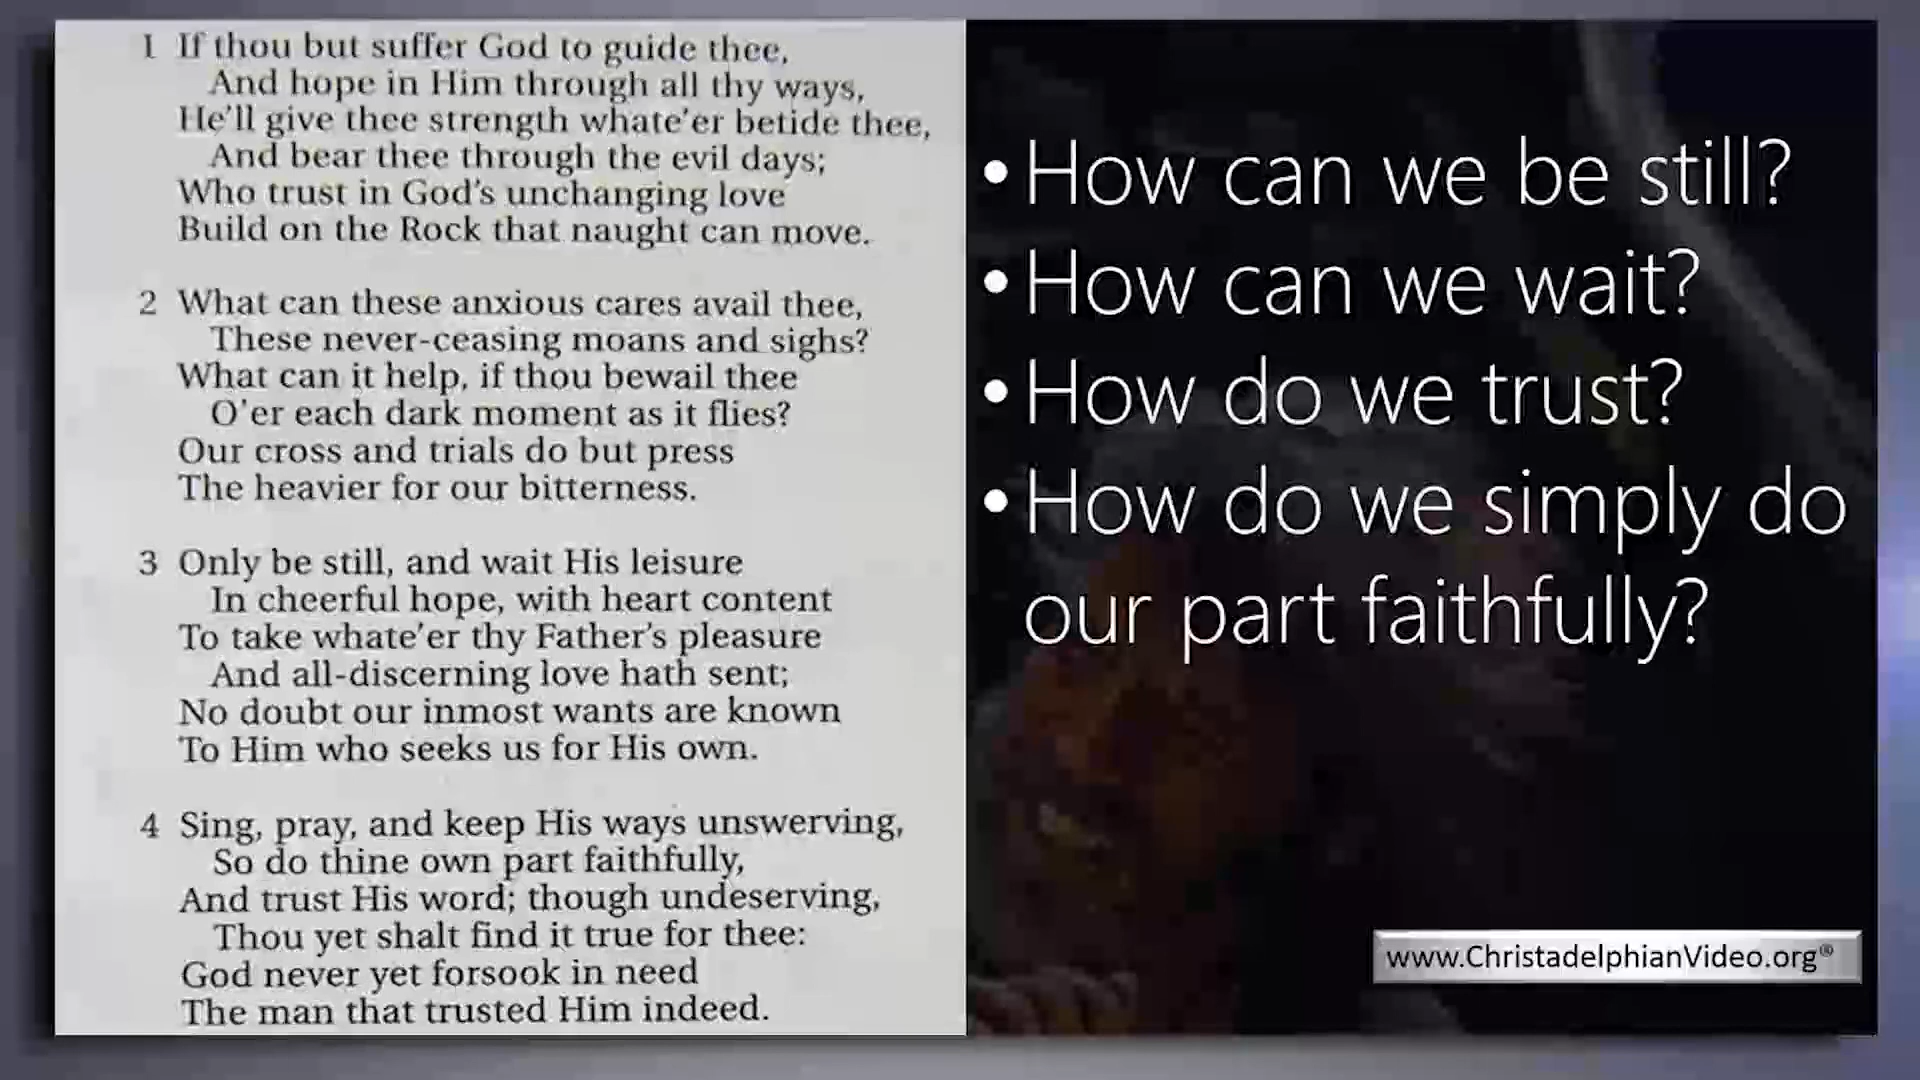 1 If thou but suffer God to guide thee,
And hope in Him through all thy ways,
He'll give thee strength whate'er betide thee,
And bear thee through the evil days;
Who trust in God's unchanging love
Build on the Rock that naught can move.
2 What can these anxious cares avail thee,
These never-ceasing moans and sighs?
What can it help, if thou bewail thee
O'er each dark moment as it flies?
Our cross and trials do but press
The heavier for our bitterness.
3 Only be still, and wait His leisure
In cheerful hope, with heart content
To take whate'er thy Father's pleasure
And all-discerning love hath sent;
No doubt our inmost wants are known
To Him who seeks us for His own.
4 Sing, pray, and keep His ways unswerving,
So do thine own part faithfully,
And trust His word; though undeserving,
Thou yet shalt find it true for thee:
God never yet forsook in need
The man that trusted Him indeed.
• How can we be still?
• How can we wait?
• How do we trust?
• How do we simply do
our part faithfully?
www.ChristadelphianVideo.org®